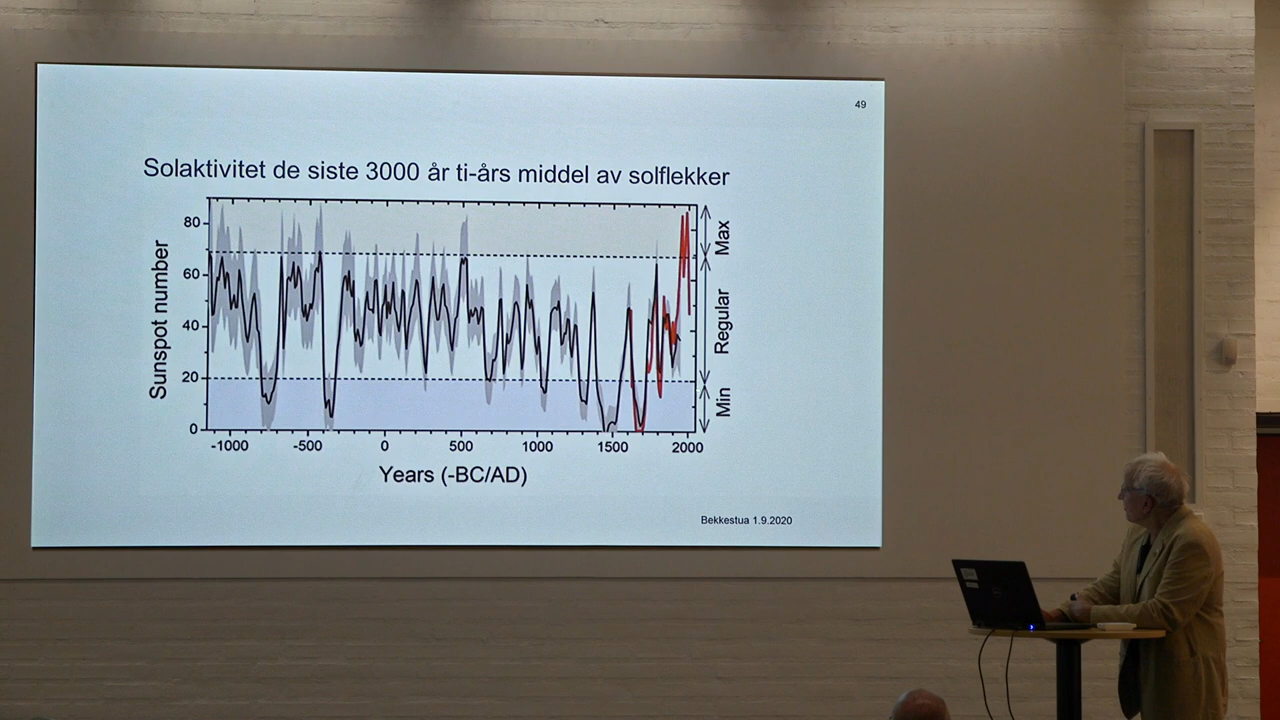 49
Solaktivitet de siste 3000 år ti-års middel av solflekker
80
60
40
20
0
Sunspot number
Max
Regular
Min
-1000 -500 0 500 1000 1500 2000
Years (-BC/AD)
Bekkestua 1.9.2020